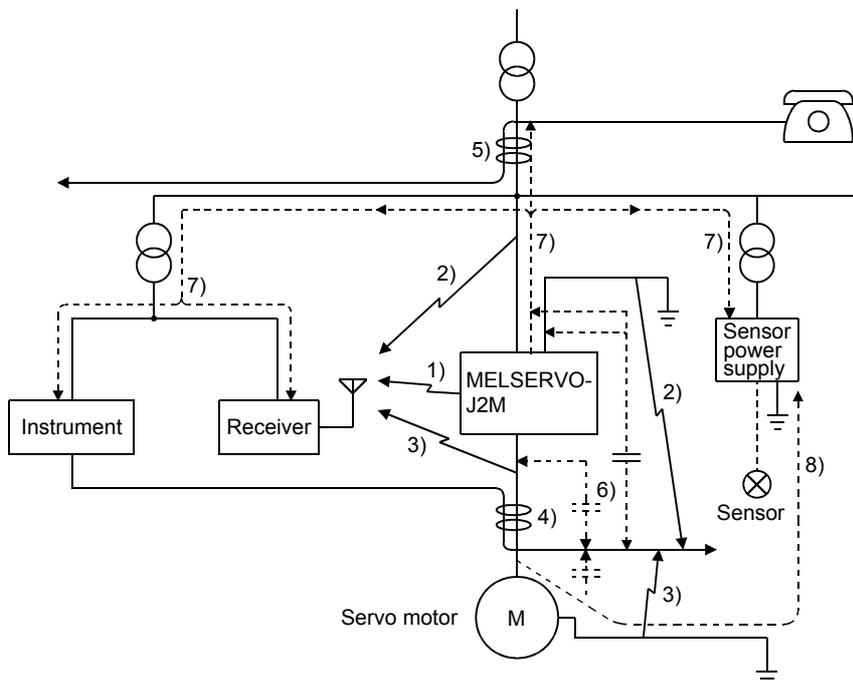 5)
2)
7)
7)
7)
Sensor
power
supply
1)
MELSERVO-
J2M
2)
Instrument
Receiver
3)
8)
6)
Sensor
4)
3)
Servo motor
M